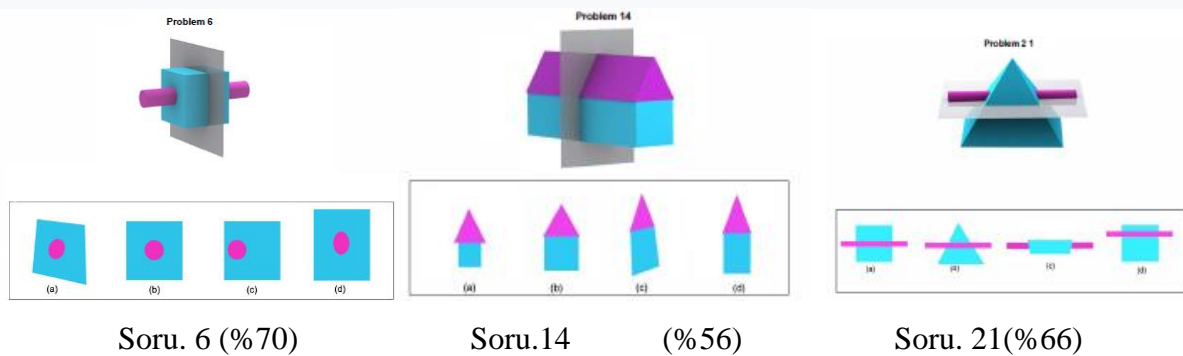 Problem 6
Problem 14
Problem 2 1
(a) (b) (c) (d)
(a) (b) (c) (d)
(a) (b) (c) (d)
Soru. 6 (%70)
Soru.14 (%56)
Soru. 21(%66)